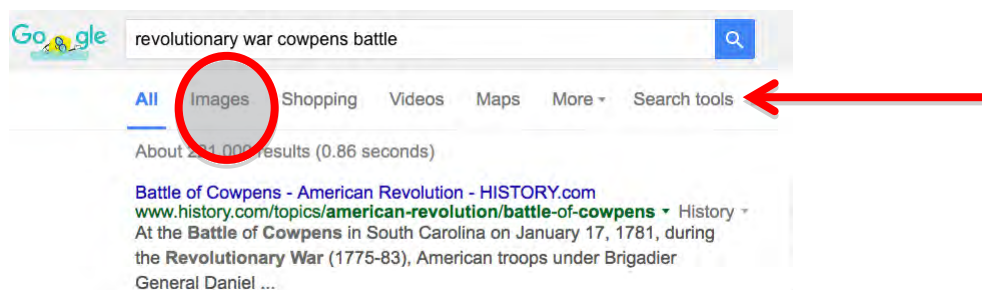 Google revolutionary war cowpens battle
All Images Shopping Videos Maps More Search tools
About 221,000 results (0.86 seconds)
Battle of Cowpens - American Revolution - HISTORY.com
www.history.com/topics/american-revolution/battle-of-cowpens History
At the Battle of Cowpens in South Carolina on January 17, 1781, during
the Revolutionary War (1775-83), American troops under Brigadier
General Daniel ...